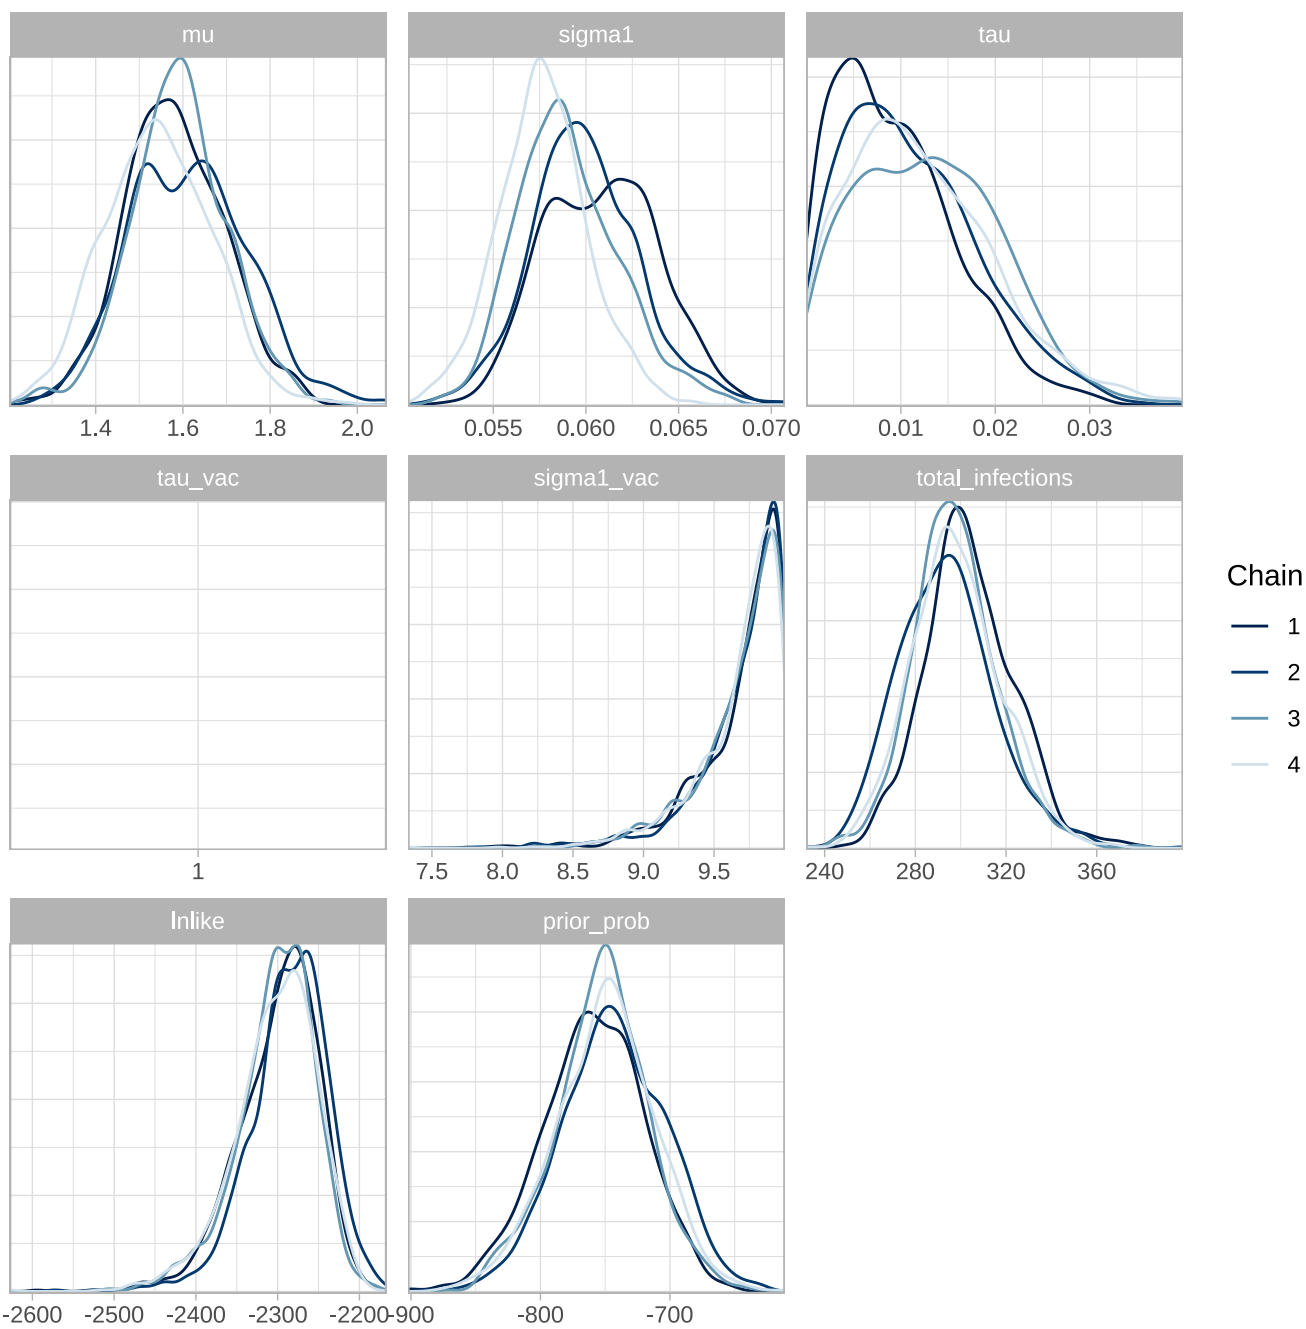 mu sigma1 tau
1.4 1.6 1.8 2.0 0.055 0.060 0.065 0.070 0.01 0.02 0.03
tau_vac sigma1_vac total_infections
1 7.5 8.0 8.5 9.0 9.5 240 280 320 360
Chain
1
2
3
4
lnlike prior_prob
-2600 -2500 -2400 -2300 -2200 -900 -800 -700